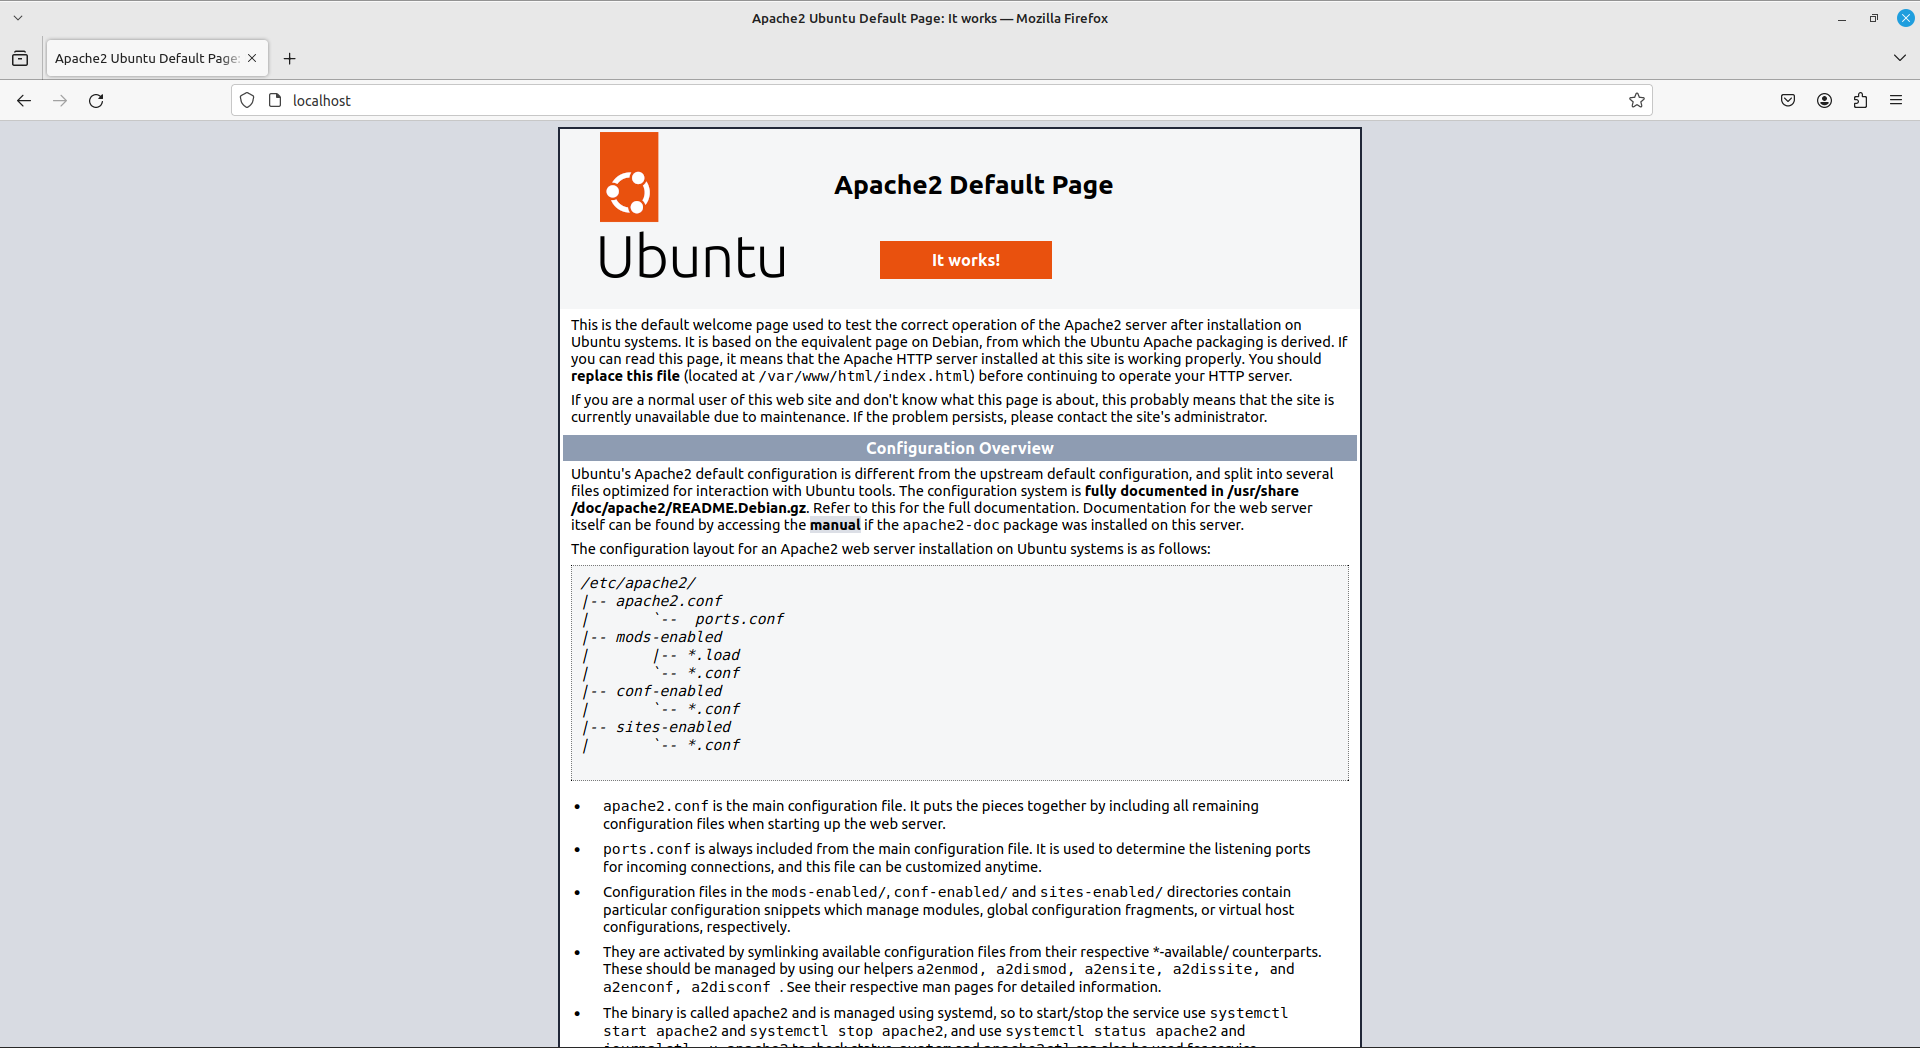 Apache2 Ubuntu Default Page: It works — Mozilla Firefox
Apache2 Ubuntu Default Page:
localhost
Apache2 Default Page
Ubuntu
It works!
This is the default welcome page used to test the correct operation of the Apache2 server after installation on
Ubuntu systems. It is based on the equivalent page on Debian, from which the Ubuntu Apache packaging is derived. If
you can read this page, it means that the Apache HTTP server installed at this site is working properly. You should
replace this file (located at /var/www/html/index.html) before continuing to operate your HTTP server.
If you are a normal user of this web site and don't know what this page is about, this probably means that the site is
currently unavailable due to maintenance. If the problem persists, please contact the site's administrator.
Configuration Overview
Ubuntu's Apache2 default configuration is different from the upstream default configuration, and split into several
files optimized for interaction with Ubuntu tools. The configuration system is fully documented in /usr/share
/doc/apache2/README.Debian.gz. Refer to this for the full documentation. Documentation for the web server
itself can be found by accessing the manual if the apache2-doc package was installed on this server.
The configuration layout for an Apache2 web server installation on Ubuntu systems is as follows:
/etc/apache2/
|-- apache2.conf
|       `--  ports.conf
|-- mods-enabled
|       |-- *.load
|       `-- *.conf
|-- conf-enabled
|       `-- *.conf
|-- sites-enabled
|       `-- *.conf
• apache2.conf is the main configuration file. It puts the pieces together by including all remaining
configuration files when starting up the web server.
• ports.conf is always included from the main configuration file. It is used to determine the listening ports
for incoming connections, and this file can be customized anytime.
• Configuration files in the mods-enabled/, conf-enabled/ and sites-enabled/ directories contain
particular configuration snippets which manage modules, global configuration fragments, or virtual host
configurations, respectively.
• They are activated by symlinking available configuration files from their respective *-available/ counterparts.
These should be managed by using our helpers a2enmod, a2dismod, a2ensite, a2dissite, and
a2enconf, a2disconf . See their respective man pages for detailed information.
• The binary is called apache2 and is managed using systemd, so to start/stop the service use systemctl
start apache2 and systemctl stop apache2, and use systemctl status apache2 and